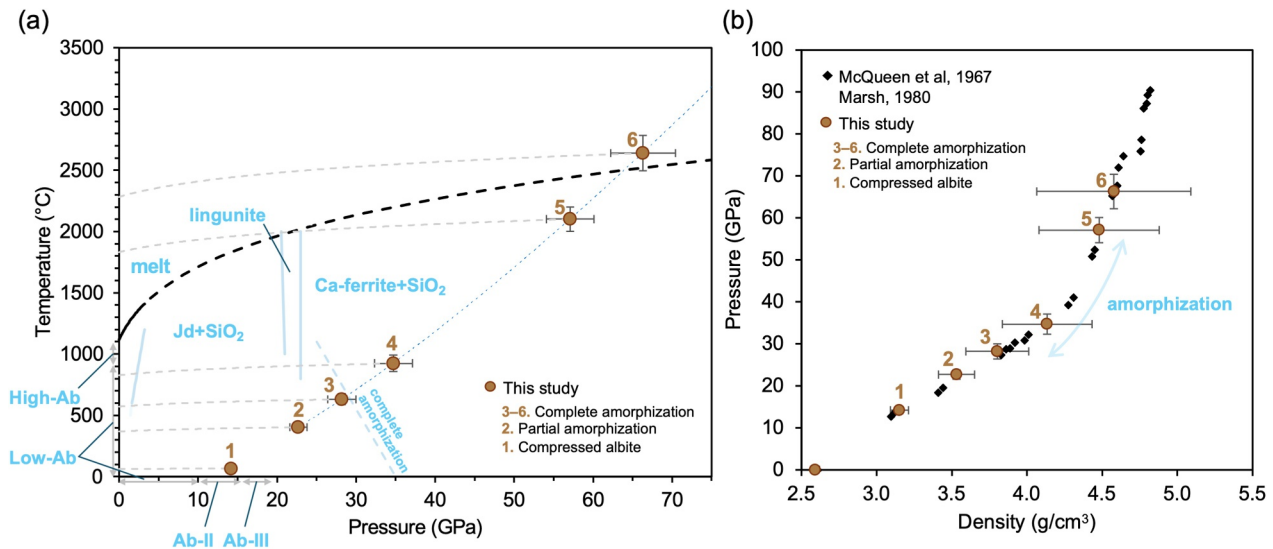 (a)
3500
3000
2500
2000
1500
1000
500
0
Temperature (°C)
0
10
20
30
40
50
60
70
Pressure (GPa)
melt
lingunite
Jd+SiO₂
Ca-ferrite+SiO₂
complete
amorphization
High-Ab
Low-Ab
Ab-II
Ab-III
1
2
3
4
5
6
This study
3–6. Complete amorphization
2. Partial amorphization
1. Compressed albite
(b)
100
90
80
70
60
50
40
30
20
10
0
Pressure (GPa)
2.5
3.0
3.5
4.0
4.5
5.0
5.5
Density (g/cm³)
McQueen et al, 1967
Marsh, 1980
This study
3–6. Complete amorphization
2. Partial amorphization
1. Compressed albite
1
2
3
4
5
6
amorphization